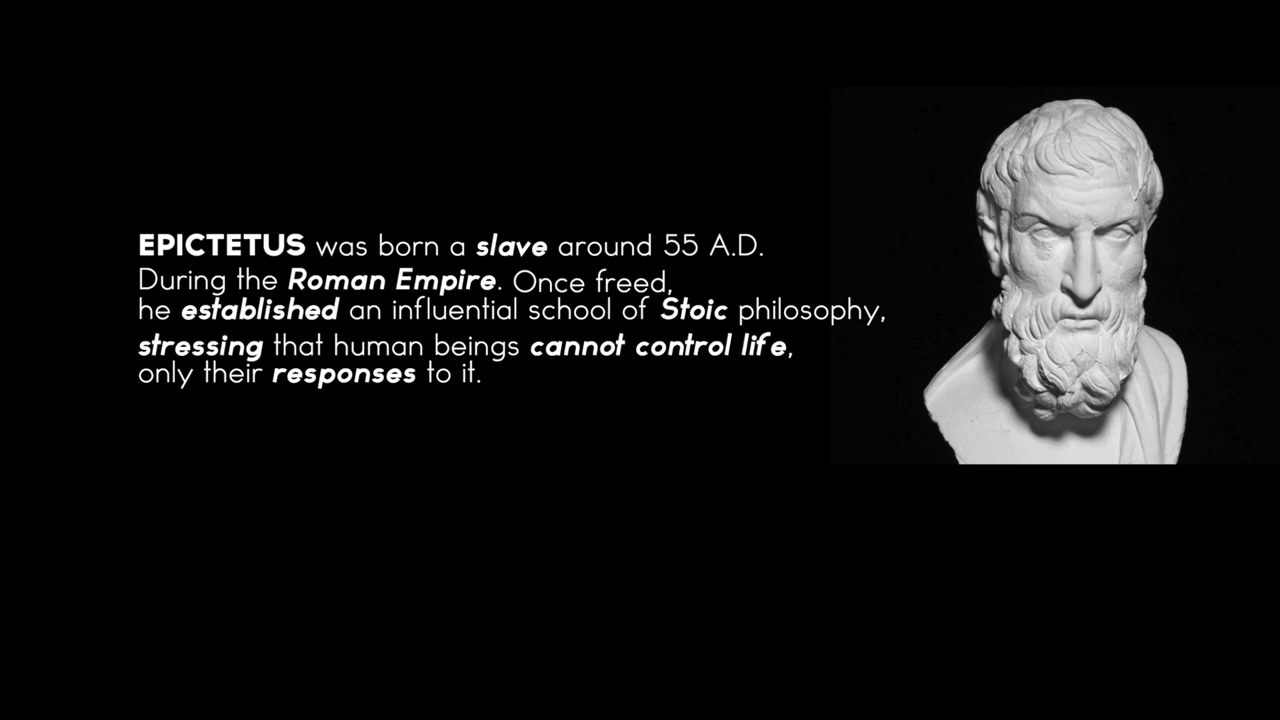 EPICTETUS was born a slave around 55 A.D.
During the Roman Empire. Once freed,
he established an influential school of Stoic philosophy,
stressing that human beings cannot control life,
only their responses to it.